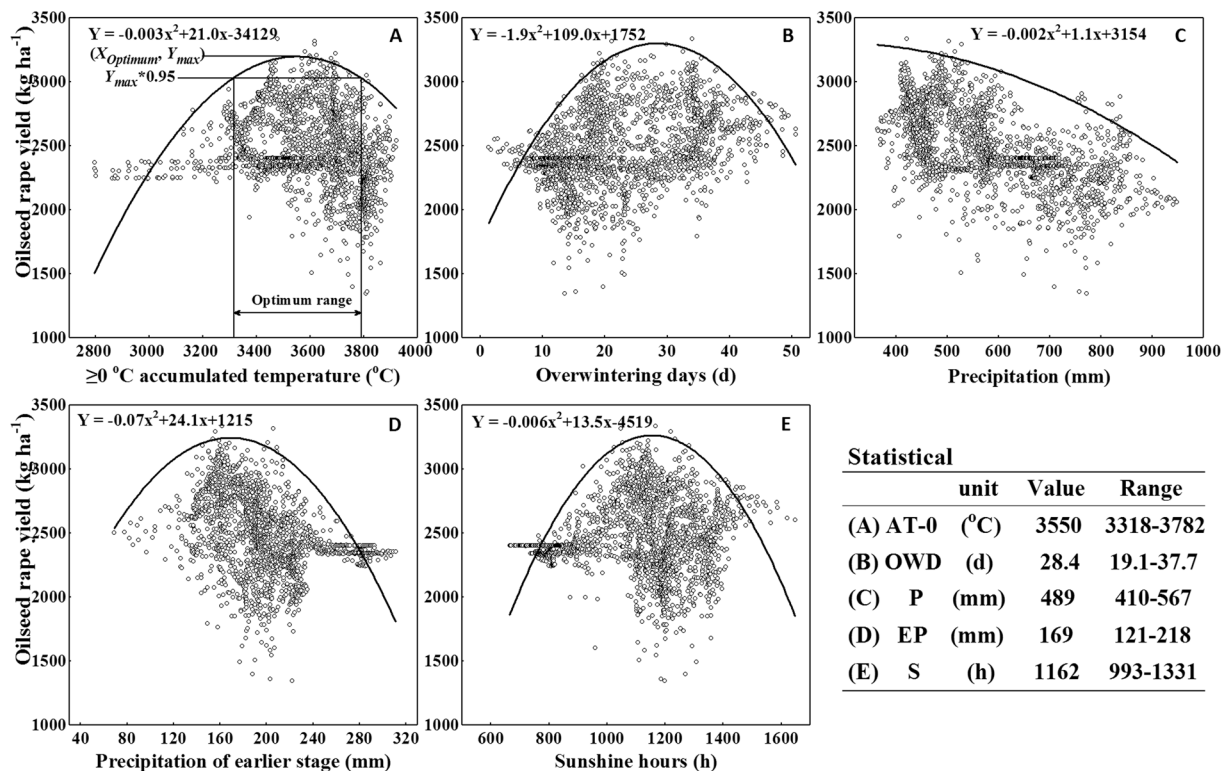 Y = -0.003x²+21.0x-34129
A
(X_Optimum, Y_max)
Y_max*0.95
Optimum range
Oilseed rape yield (kg ha⁻¹)
3500
3000
2500
2000
1500
1000
2800 3000 3200 3400 3600 3800 4000
≥0 °C accumulated temperature (°C)
Y = -1.9x²+109.0x+1752
B
0 10 20 30 40 50
Overwintering days (d)
Y = -0.002x²+1.1x+3154
C
400 500 600 700 800 900 1000
Precipitation (mm)
Y = -0.07x²+24.1x+1215
D
Oilseed rape yield (kg ha⁻¹)
3500
3000
2500
2000
1500
1000
40 80 120 160 200 240 280 320
Precipitation of earlier stage (mm)
Y = -0.006x²+13.5x-4519
E
600 800 1000 1200 1400 1600
Sunshine hours (h)
Statistical
unit Value Range
(A) AT-0 (°C) 3550 3318-3782
(B) OWD (d) 28.4 19.1-37.7
(C) P (mm) 489 410-567
(D) EP (mm) 169 121-218
(E) S (h) 1162 993-1331